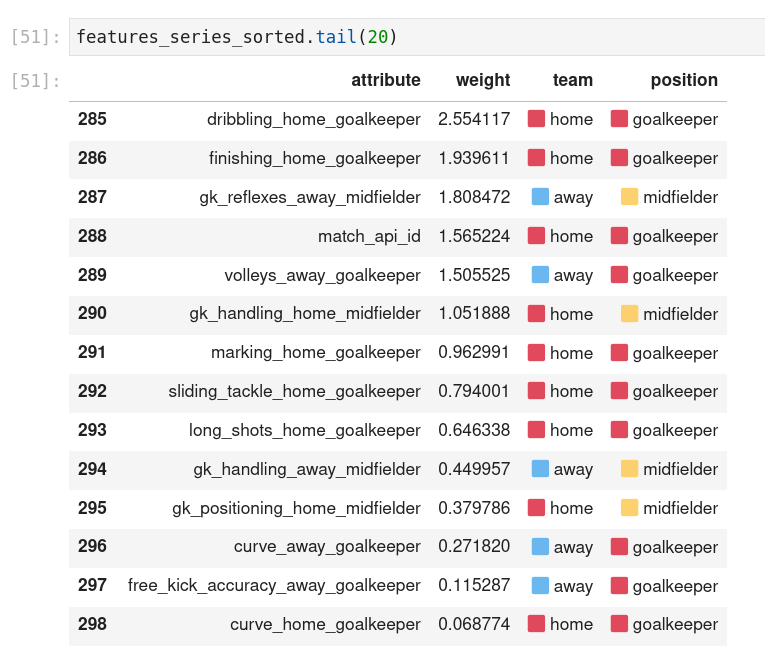 [51]: features_series_sorted.tail(20)
[51]: attribute weight team position
285 dribbling_home_goalkeeper 2.554117 home goalkeeper
286 finishing_home_goalkeeper 1.939611 home goalkeeper
287 gk_reflexes_away_midfielder 1.808472 away midfielder
288 match_api_id 1.565224 home goalkeeper
289 volleys_away_goalkeeper 1.505525 away goalkeeper
290 gk_handling_home_midfielder 1.051888 home midfielder
291 marking_home_goalkeeper 0.962991 home goalkeeper
292 sliding_tackle_home_goalkeeper 0.794001 home goalkeeper
293 long_shots_home_goalkeeper 0.646338 home goalkeeper
294 gk_handling_away_midfielder 0.449957 away midfielder
295 gk_positioning_home_midfielder 0.379786 home midfielder
296 curve_away_goalkeeper 0.271820 away goalkeeper
297 free_kick_accuracy_away_goalkeeper 0.115287 away goalkeeper
298 curve_home_goalkeeper 0.068774 home goalkeeper